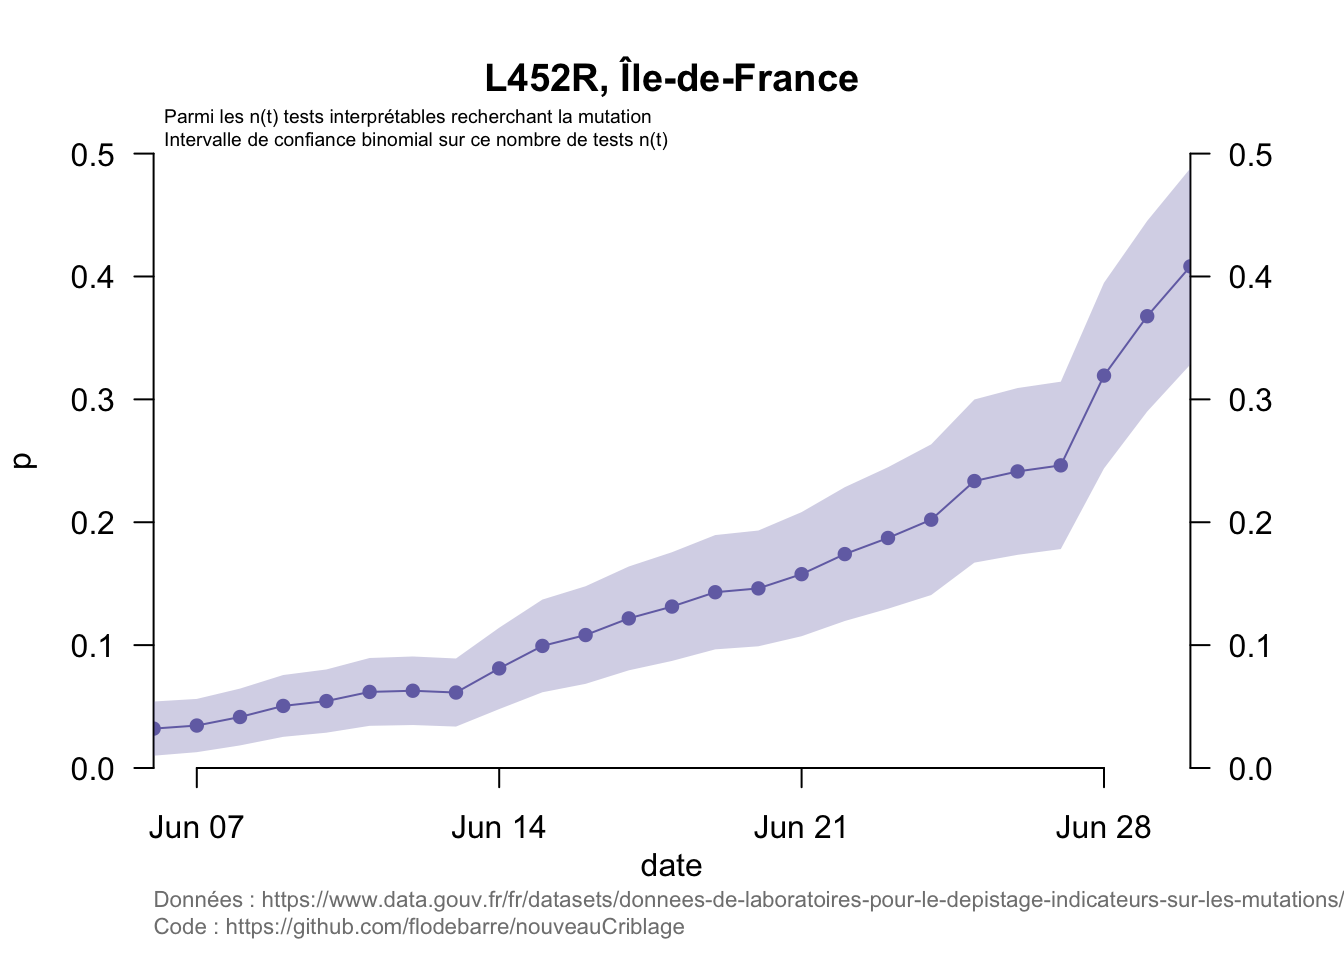 L452R, Île-de-France
Parmi les n(t) tests interprétables recherchant la mutation
Intervalle de confiance binomial sur ce nombre de tests n(t)
0.5 0.5
0.4 0.4
0.3 0.3
p
0.2 0.2
0.1 0.1
0.0 0.0
Jun 07 Jun 14 Jun 21 Jun 28
date
Données : https://www.data.gouv.fr/fr/datasets/donnees-de-laboratoires-pour-le-depistage-indicateurs-sur-les-mutations/
Code : https://github.com/flodebarre/nouveauCriblage